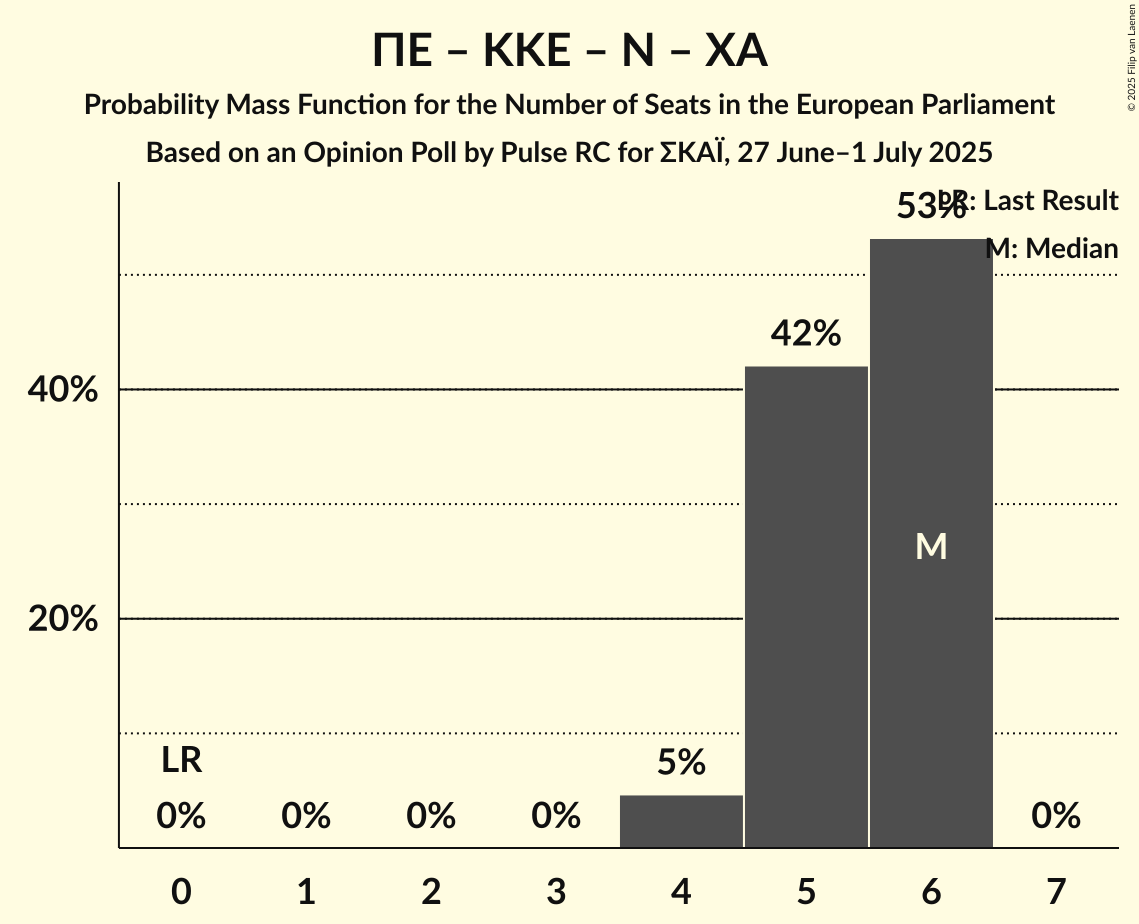 ΠΕ – ΚΚΕ – Ν – ΧΑ
Probability Mass Function for the Number of Seats in the European Parliament
Based on an Opinion Poll by Pulse RC for ΣΚΑΪ, 27 June–1 July 2025
© 2025 Filip van Laenen
LR: Last Result
M: Median
53%
42%
40%
M
20%
LR
5%
0% 0% 0% 0% 0%
0 1 2 3 4 5 6 7